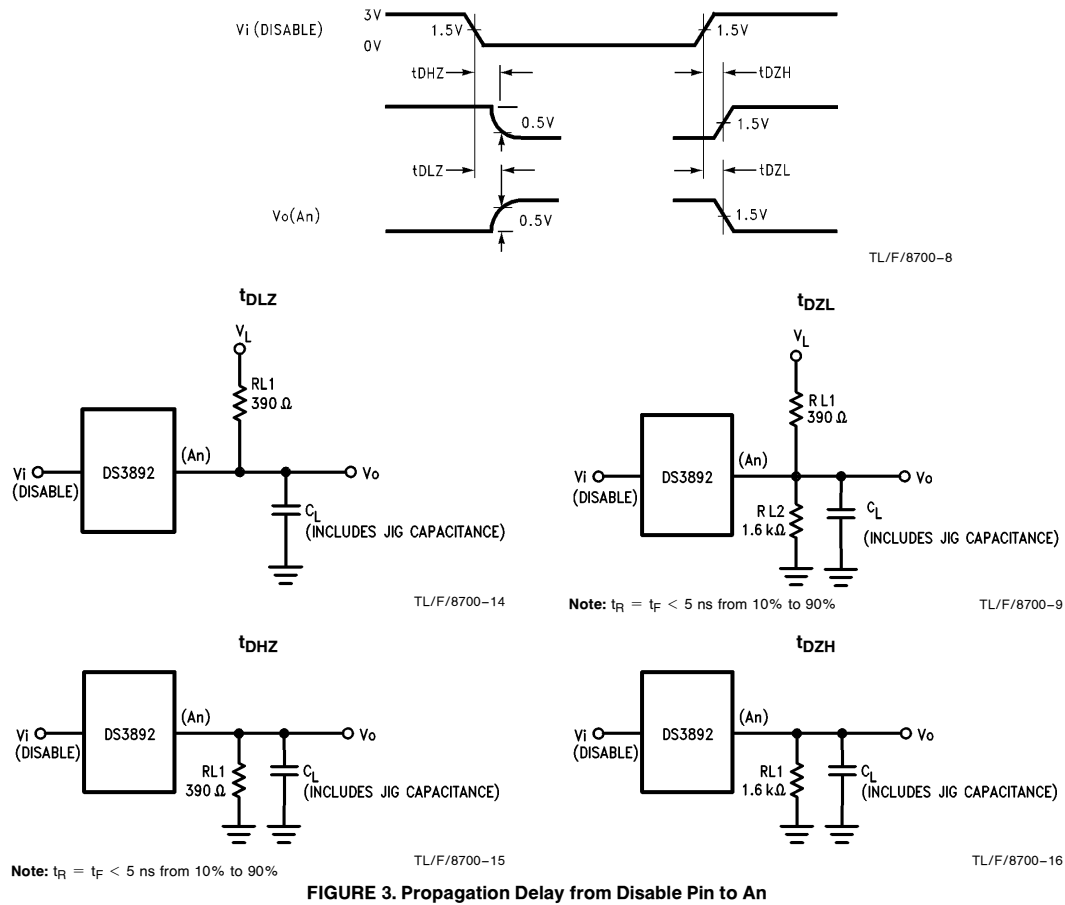 3V
Vi (DISABLE)
1.5V
1.5V
0V
tDHZ
tDZH
0.5V
1.5V
tDLZ
tDZL
Vo(An)
0.5V
1.5V
TL/F/8700–8
tDLZ
VL
RL1
390 Ω
(An)
Vi
(DISABLE)
DS3892
Vo
CL
(INCLUDES JIG CAPACITANCE)
TL/F/8700–14
tDZL
VL
RL1
390 Ω
(An)
Vi
(DISABLE)
DS3892
Vo
RL2
1.6 kΩ
CL
(INCLUDES JIG CAPACITANCE)
Note: tR = tF < 5 ns from 10% to 90%
TL/F/8700–9
tDHZ
(An)
Vi
(DISABLE)
DS3892
Vo
RL1
390 Ω
CL
(INCLUDES JIG CAPACITANCE)
TL/F/8700–15
Note: tR = tF < 5 ns from 10% to 90%
tDZH
(An)
Vi
(DISABLE)
DS3892
Vo
RL1
1.6 kΩ
CL
(INCLUDES JIG CAPACITANCE)
TL/F/8700–16
FIGURE 3. Propagation Delay from Disable Pin to An